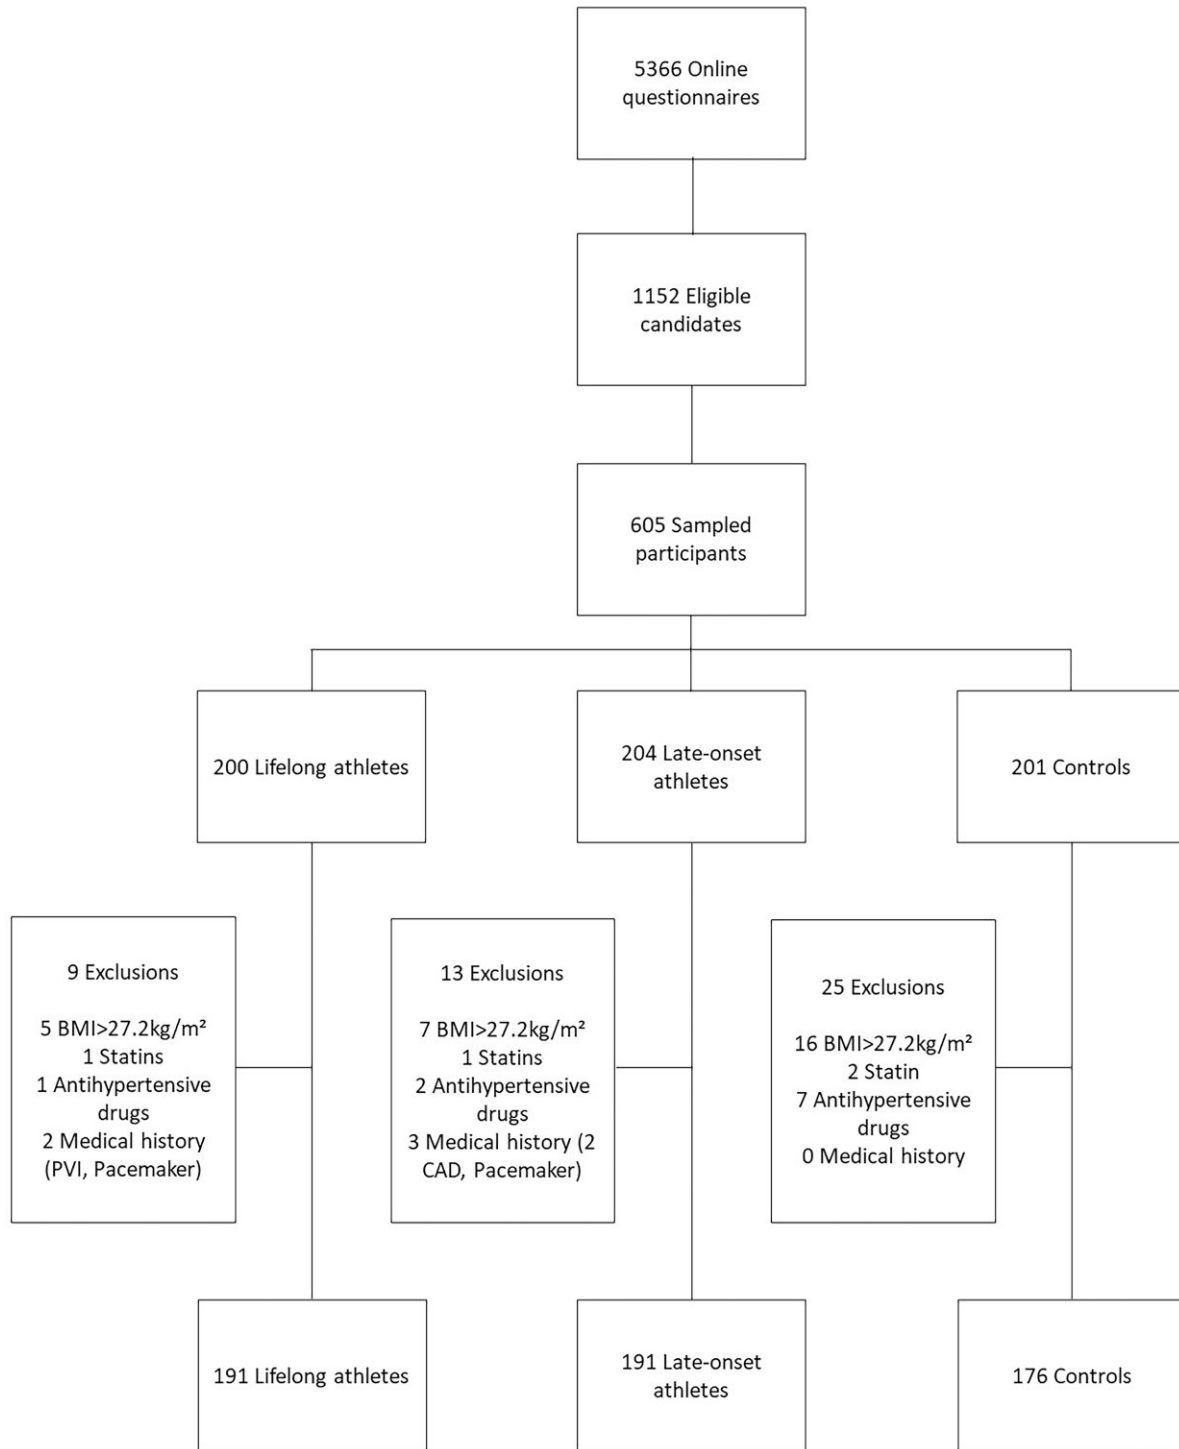 5366 Online
questionnaires
1152 Eligible
candidates
605 Sampled
participants
200 Lifelong athletes
204 Late-onset
athletes
201 Controls
9 Exclusions
5 BMI>27.2kg/m²
1 Statins
1 Antihypertensive
drugs
2 Medical history
(PVI, Pacemaker)
13 Exclusions
7 BMI>27.2kg/m²
1 Statins
2 Antihypertensive
drugs
3 Medical history (2
CAD, Pacemaker)
25 Exclusions
16 BMI>27.2kg/m²
2 Statin
7 Antihypertensive
drugs
0 Medical history
191 Lifelong athletes
191 Late-onset
athletes
176 Controls